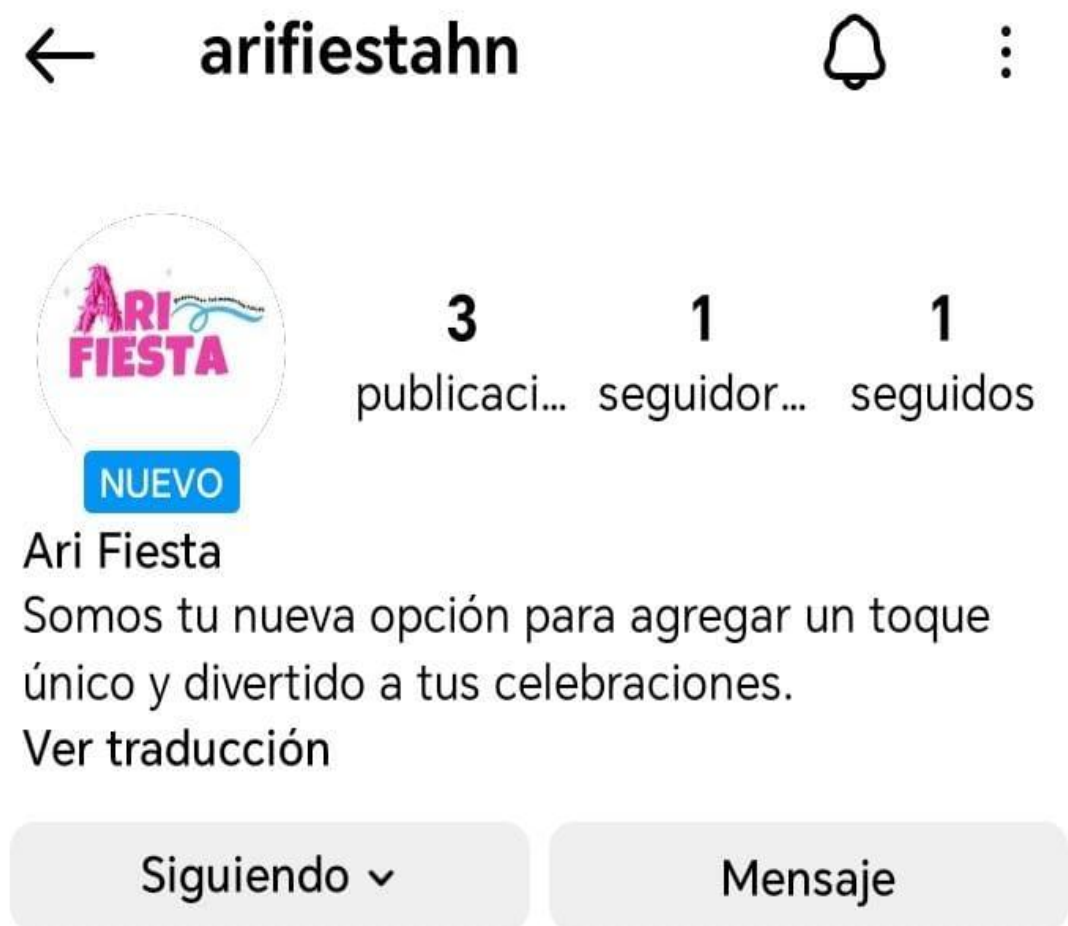 arifiestahn
ARI
FIESTA
3 1 1
publicaci... seguidor... seguidos
NUEVO
Ari Fiesta
Somos tu nueva opción para agregar un toque
único y divertido a tus celebraciones.
Ver traducción
Siguiendo Mensaje